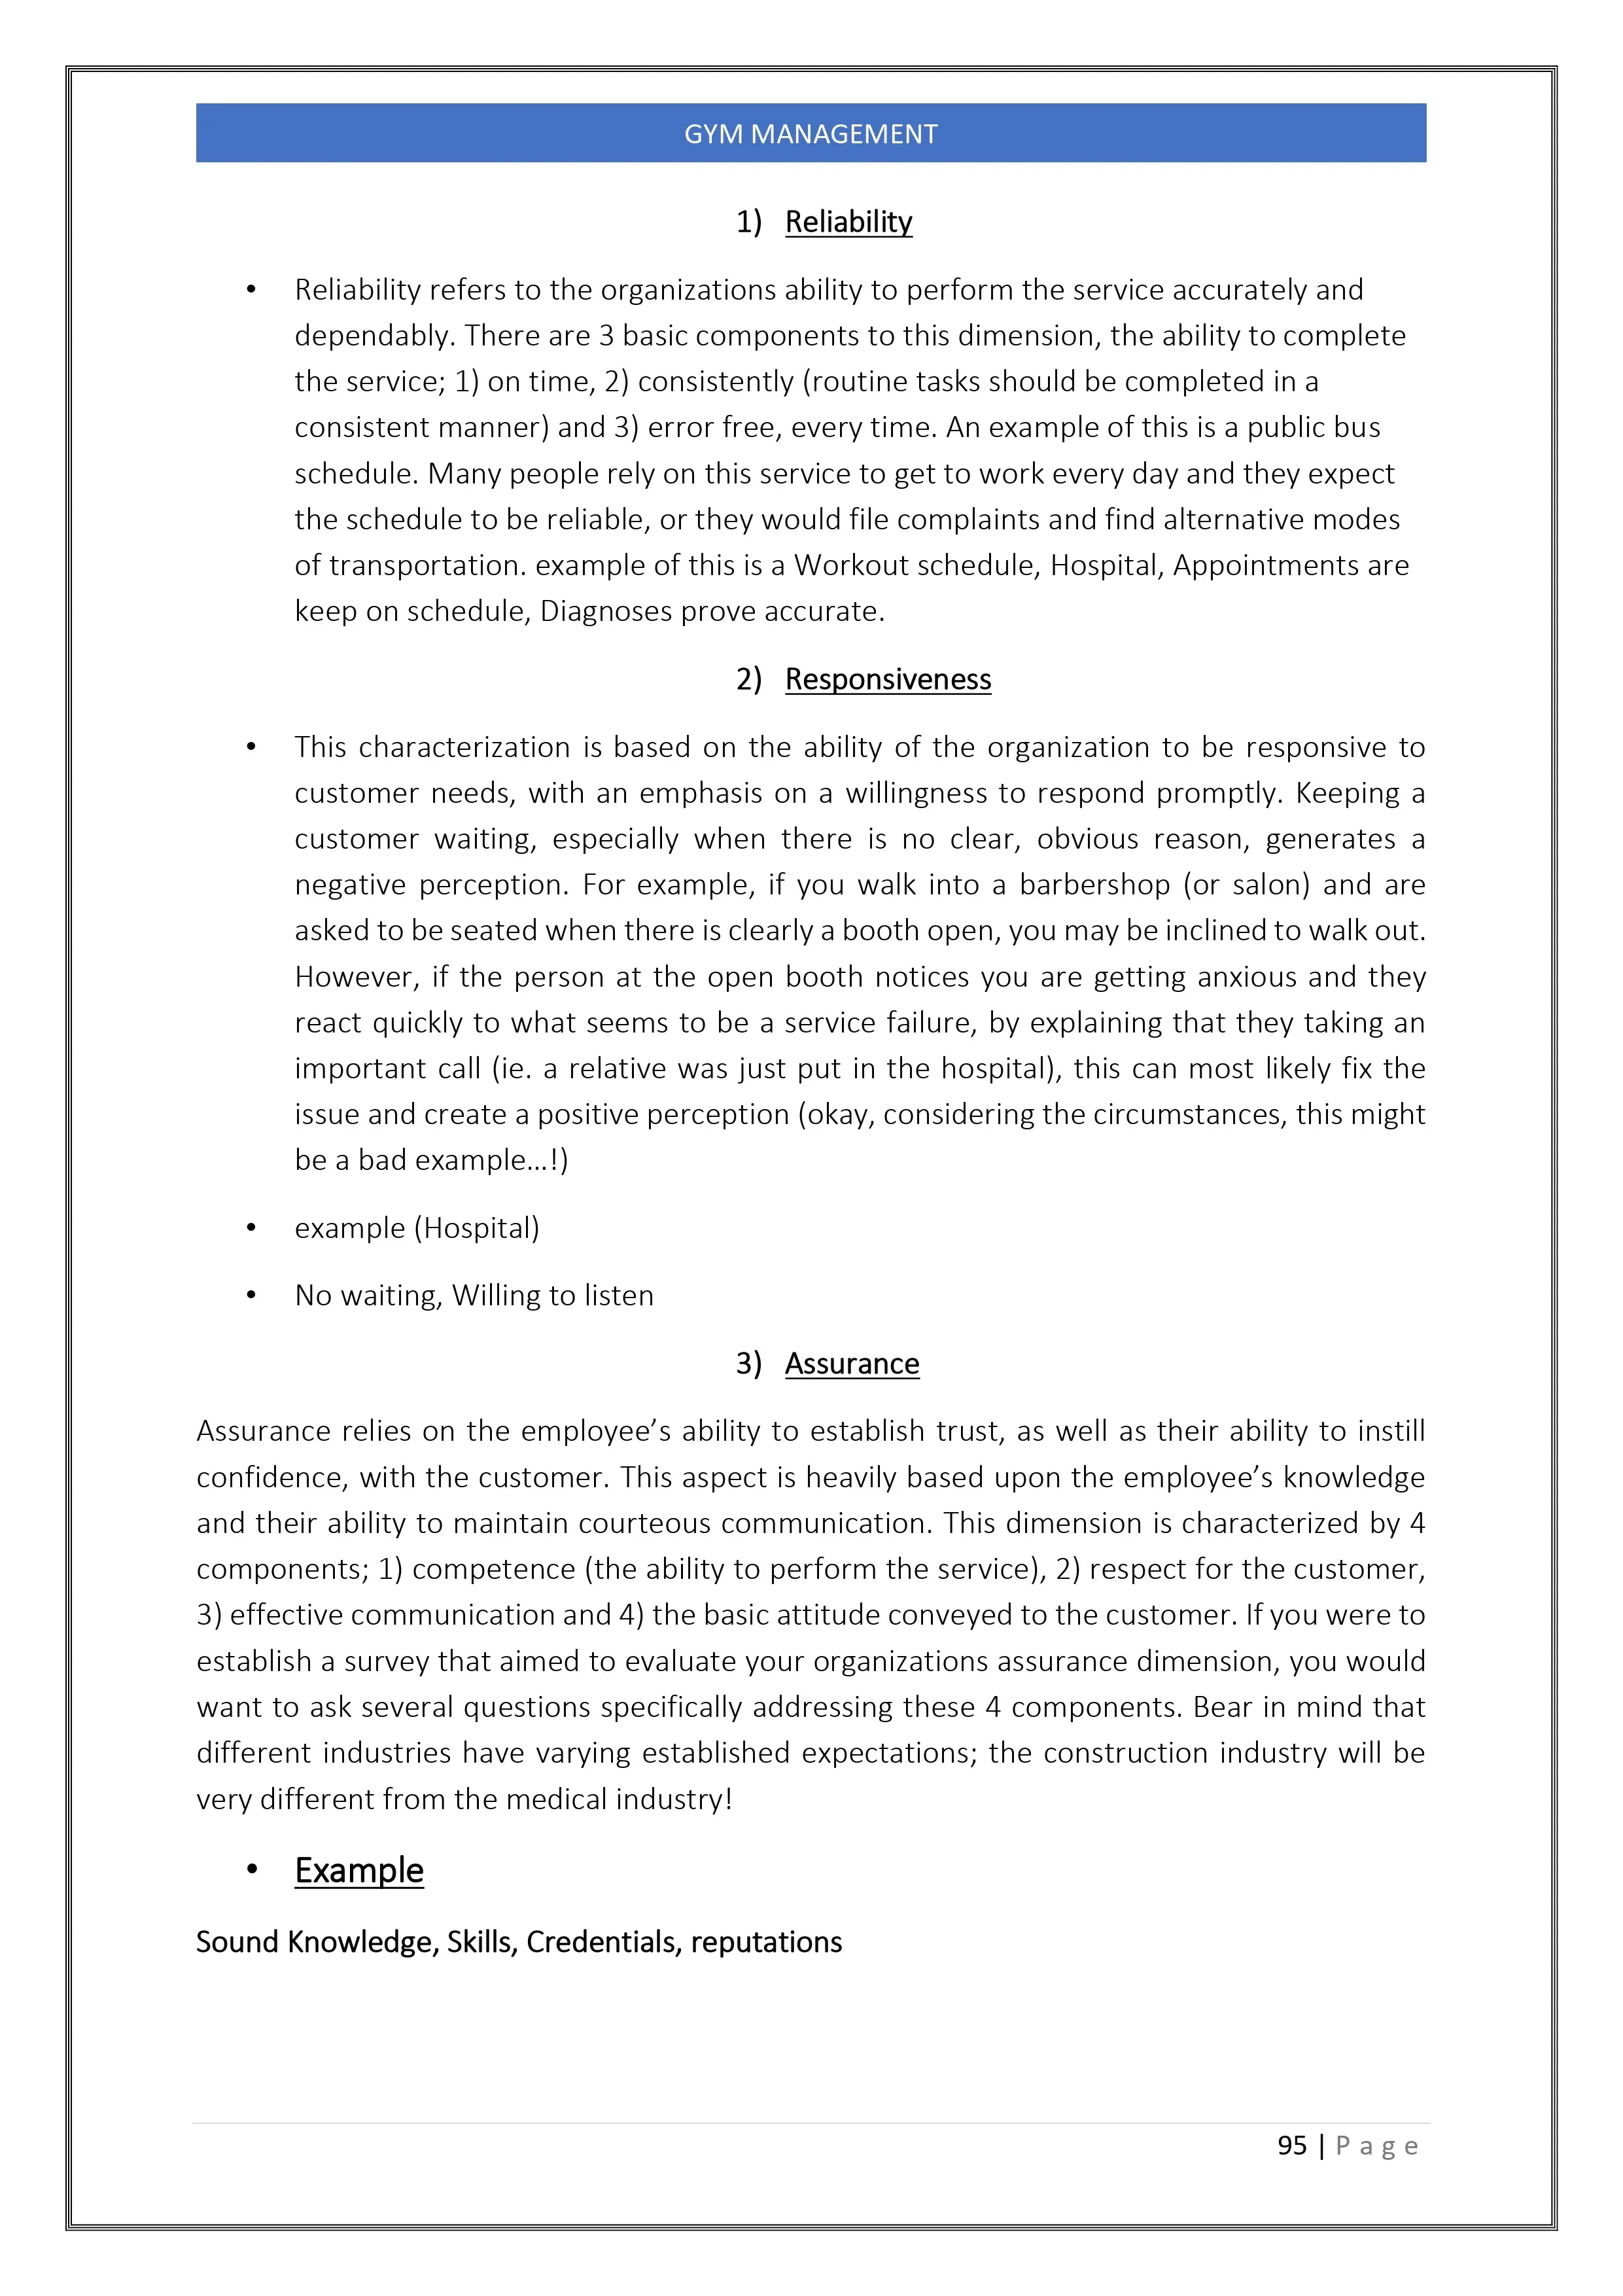 GYM MANAGEMENT
1) Reliability
• Reliability refers to the organizations ability to perform the service accurately and
dependably. There are 3 basic components to this dimension, the ability to complete
the service; 1) on time, 2) consistently (routine tasks should be completed in a
consistent manner) and 3) error free, every time. An example of this is a public bus
schedule. Many people rely on this service to get to work every day and they expect
the schedule to be reliable, or they would file complaints and find alternative modes
of transportation. example of this is a Workout schedule, Hospital, Appointments are
keep on schedule, Diagnoses prove accurate.
2) Responsiveness
• This characterization is based on the ability of the organization to be responsive to
customer needs, with an emphasis on a willingness to respond promptly. Keeping a
customer waiting, especially when there is no clear, obvious reason, generates a
negative perception. For example, if you walk into a barbershop (or salon) and are
asked to be seated when there is clearly a booth open, you may be inclined to walk out.
However, if the person at the open booth notices you are getting anxious and they
react quickly to what seems to be a service failure, by explaining that they taking an
important call (ie. a relative was just put in the hospital), this can most likely fix the
issue and create a positive perception (okay, considering the circumstances, this might
be a bad example...!)
• example (Hospital)
• No waiting, Willing to listen
3) Assurance
Assurance relies on the employee’s ability to establish trust, as well as their ability to instill
confidence, with the customer. This aspect is heavily based upon the employee’s knowledge
and their ability to maintain courteous communication. This dimension is characterized by 4
components; 1) competence (the ability to perform the service), 2) respect for the customer,
3) effective communication and 4) the basic attitude conveyed to the customer. If you were to
establish a survey that aimed to evaluate your organizations assurance dimension, you would
want to ask several questions specifically addressing these 4 components. Bear in mind that
different industries have varying established expectations; the construction industry will be
very different from the medical industry!
• Example
Sound Knowledge, Skills, Credentials, reputations
95 | P a g e